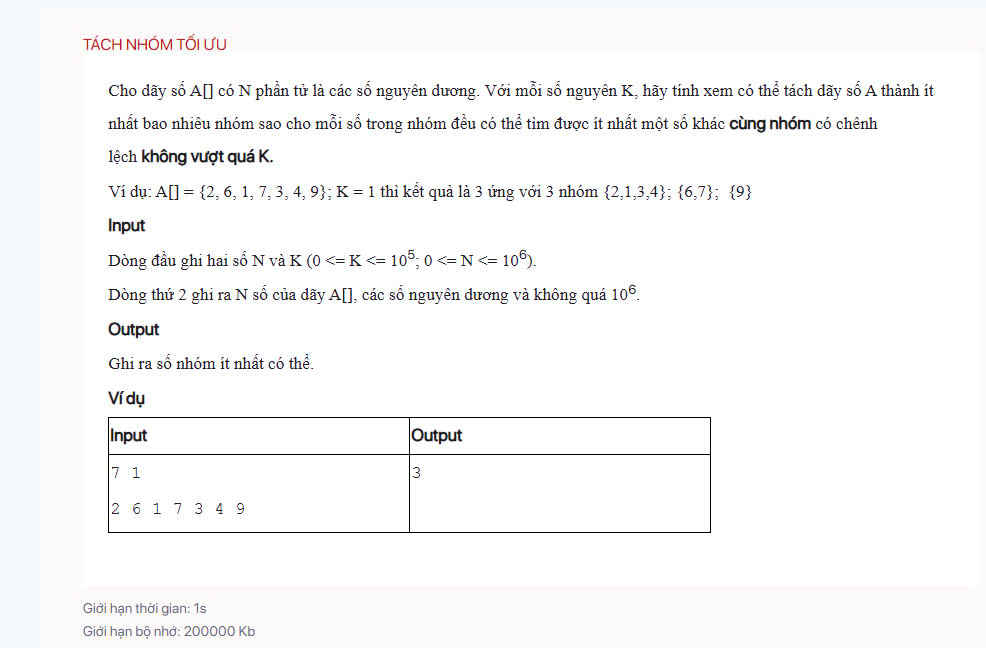 TÁCH NHÓM TỐI ƯU
Cho dãy số A[] có N phần tử là các số nguyên dương. Với mỗi số nguyên K, hãy tính xem có thể tách dãy số A thành ít
nhất bao nhiêu nhóm sao cho mỗi số trong nhóm đều có thể tìm được ít nhất một số khác cùng nhóm có chênh
lệch không vượt quá K.
Ví dụ: A[] = {2, 6, 1, 7, 3, 4, 9}; K = 1 thì kết quả là 3 ứng với 3 nhóm {2,1,3,4}; {6,7}; {9}
Input
Dòng đầu ghi hai số N và K (0 <= K <= 10^5; 0 <= N <= 10^6).
Dòng thứ 2 ghi ra N số của dãy A[], các số nguyên dương và không quá 10^6.
Output
Ghi ra số nhóm ít nhất có thể.
Ví dụ
Input Output
7 1 3
2 6 1 7 3 4 9
Giới hạn thời gian: 1s
Giới hạn bộ nhớ: 200000 Kb